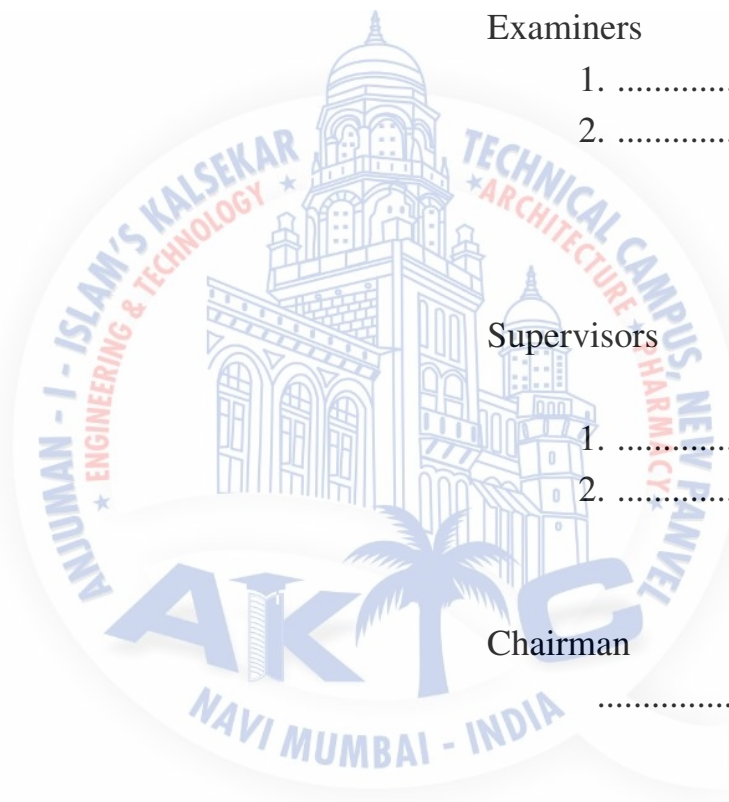 Examiners
1. ..............
2. ..............
Supervisors
1. ..............
2. ..............
Chairman
................
ANJUMAN - I - ISLAM'S KALSEKAR TECHNICAL CAMPUS, NEW PANVEL
★ ENGINEERING & TECHNOLOGY ★ ★ ARCHITECTURE ★ PHARMACY ★
AKTC
NAVI MUMBAI - INDIA